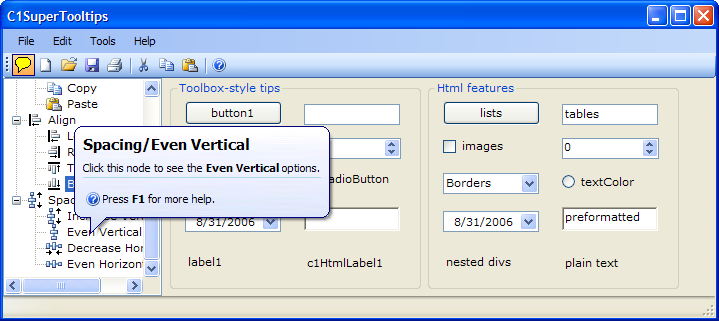 C1SuperTooltips
File Edit Tools Help
Copy
Paste
Align
L
R
T
B
Spac
Even Vertical
Decrease Hor
Even Horizont
Toolbox-style tips
button1
adioButton
8/31/2006
label1
c1HtmlLabel1
Spacing/Even Vertical
Click this node to see the Even Vertical options.
Press F1 for more help.
Html features
lists
tables
images
0
Borders
textColor
8/31/2006
preformatted
nested divs
plain text